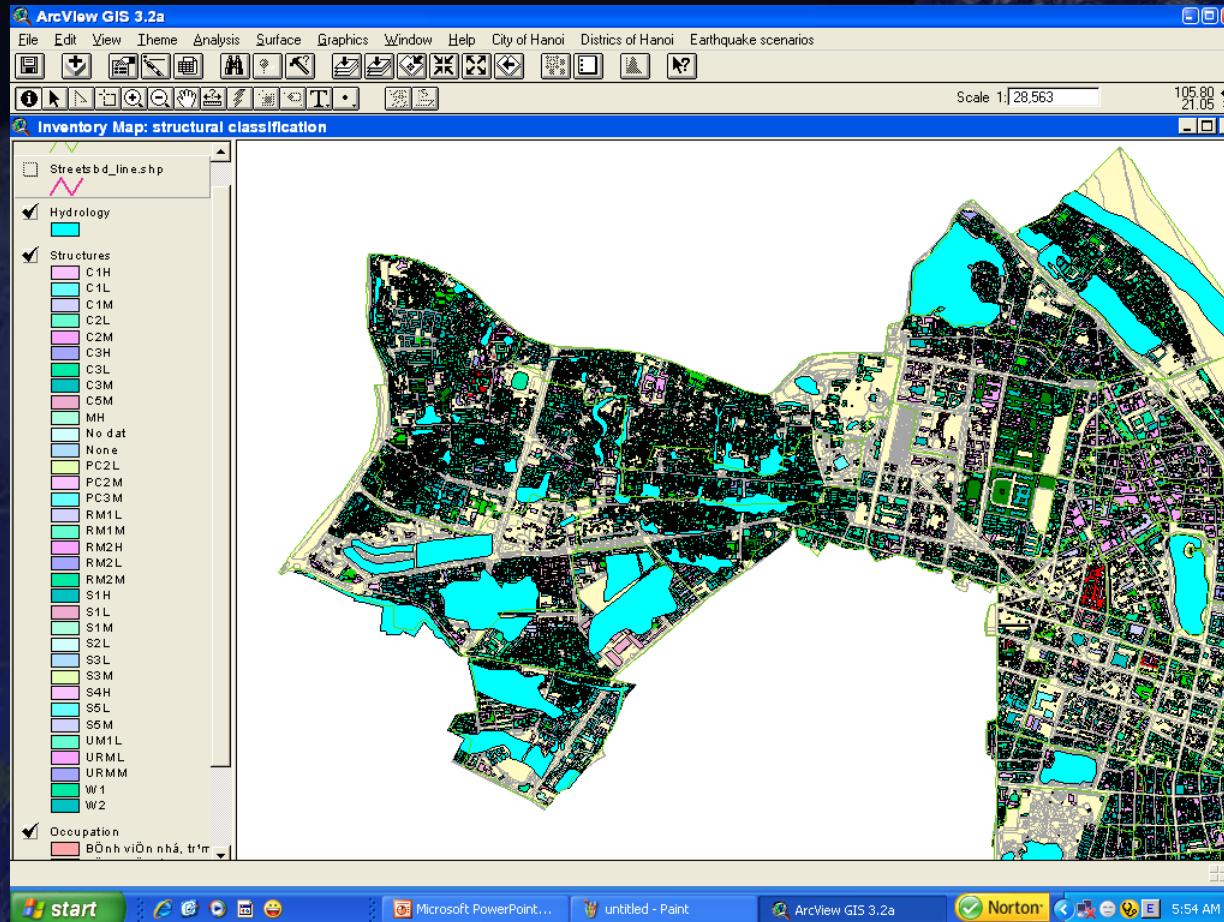 ArcView GIS 3.2a
File Edit View Theme Analysis Surface Graphics Window Help City of Hanoi Districs of Hanoi Earthquake scenarios
Scale 1: 28,563 105.80
21.05
Inventory Map: structural classification
Streetsbd_line.shp
Hydrology
Structures
C1H
C1L
C1M
C2L
C2M
C3H
C3L
C3M
C5M
MH
No dat
None
PC2L
PC2M
PC3M
RM1L
RM1M
RM2H
RM2L
RM2M
S1H
S1L
S1M
S2L
S3L
S3M
S4H
S5L
S5M
UM1L
URML
URMM
W1
W2
Occupation
BÖnh viÖn nhá, tr¹m
start Microsoft PowerPoint... untitled - Paint ArcView GIS 3.2a Norton E 5:54 AM